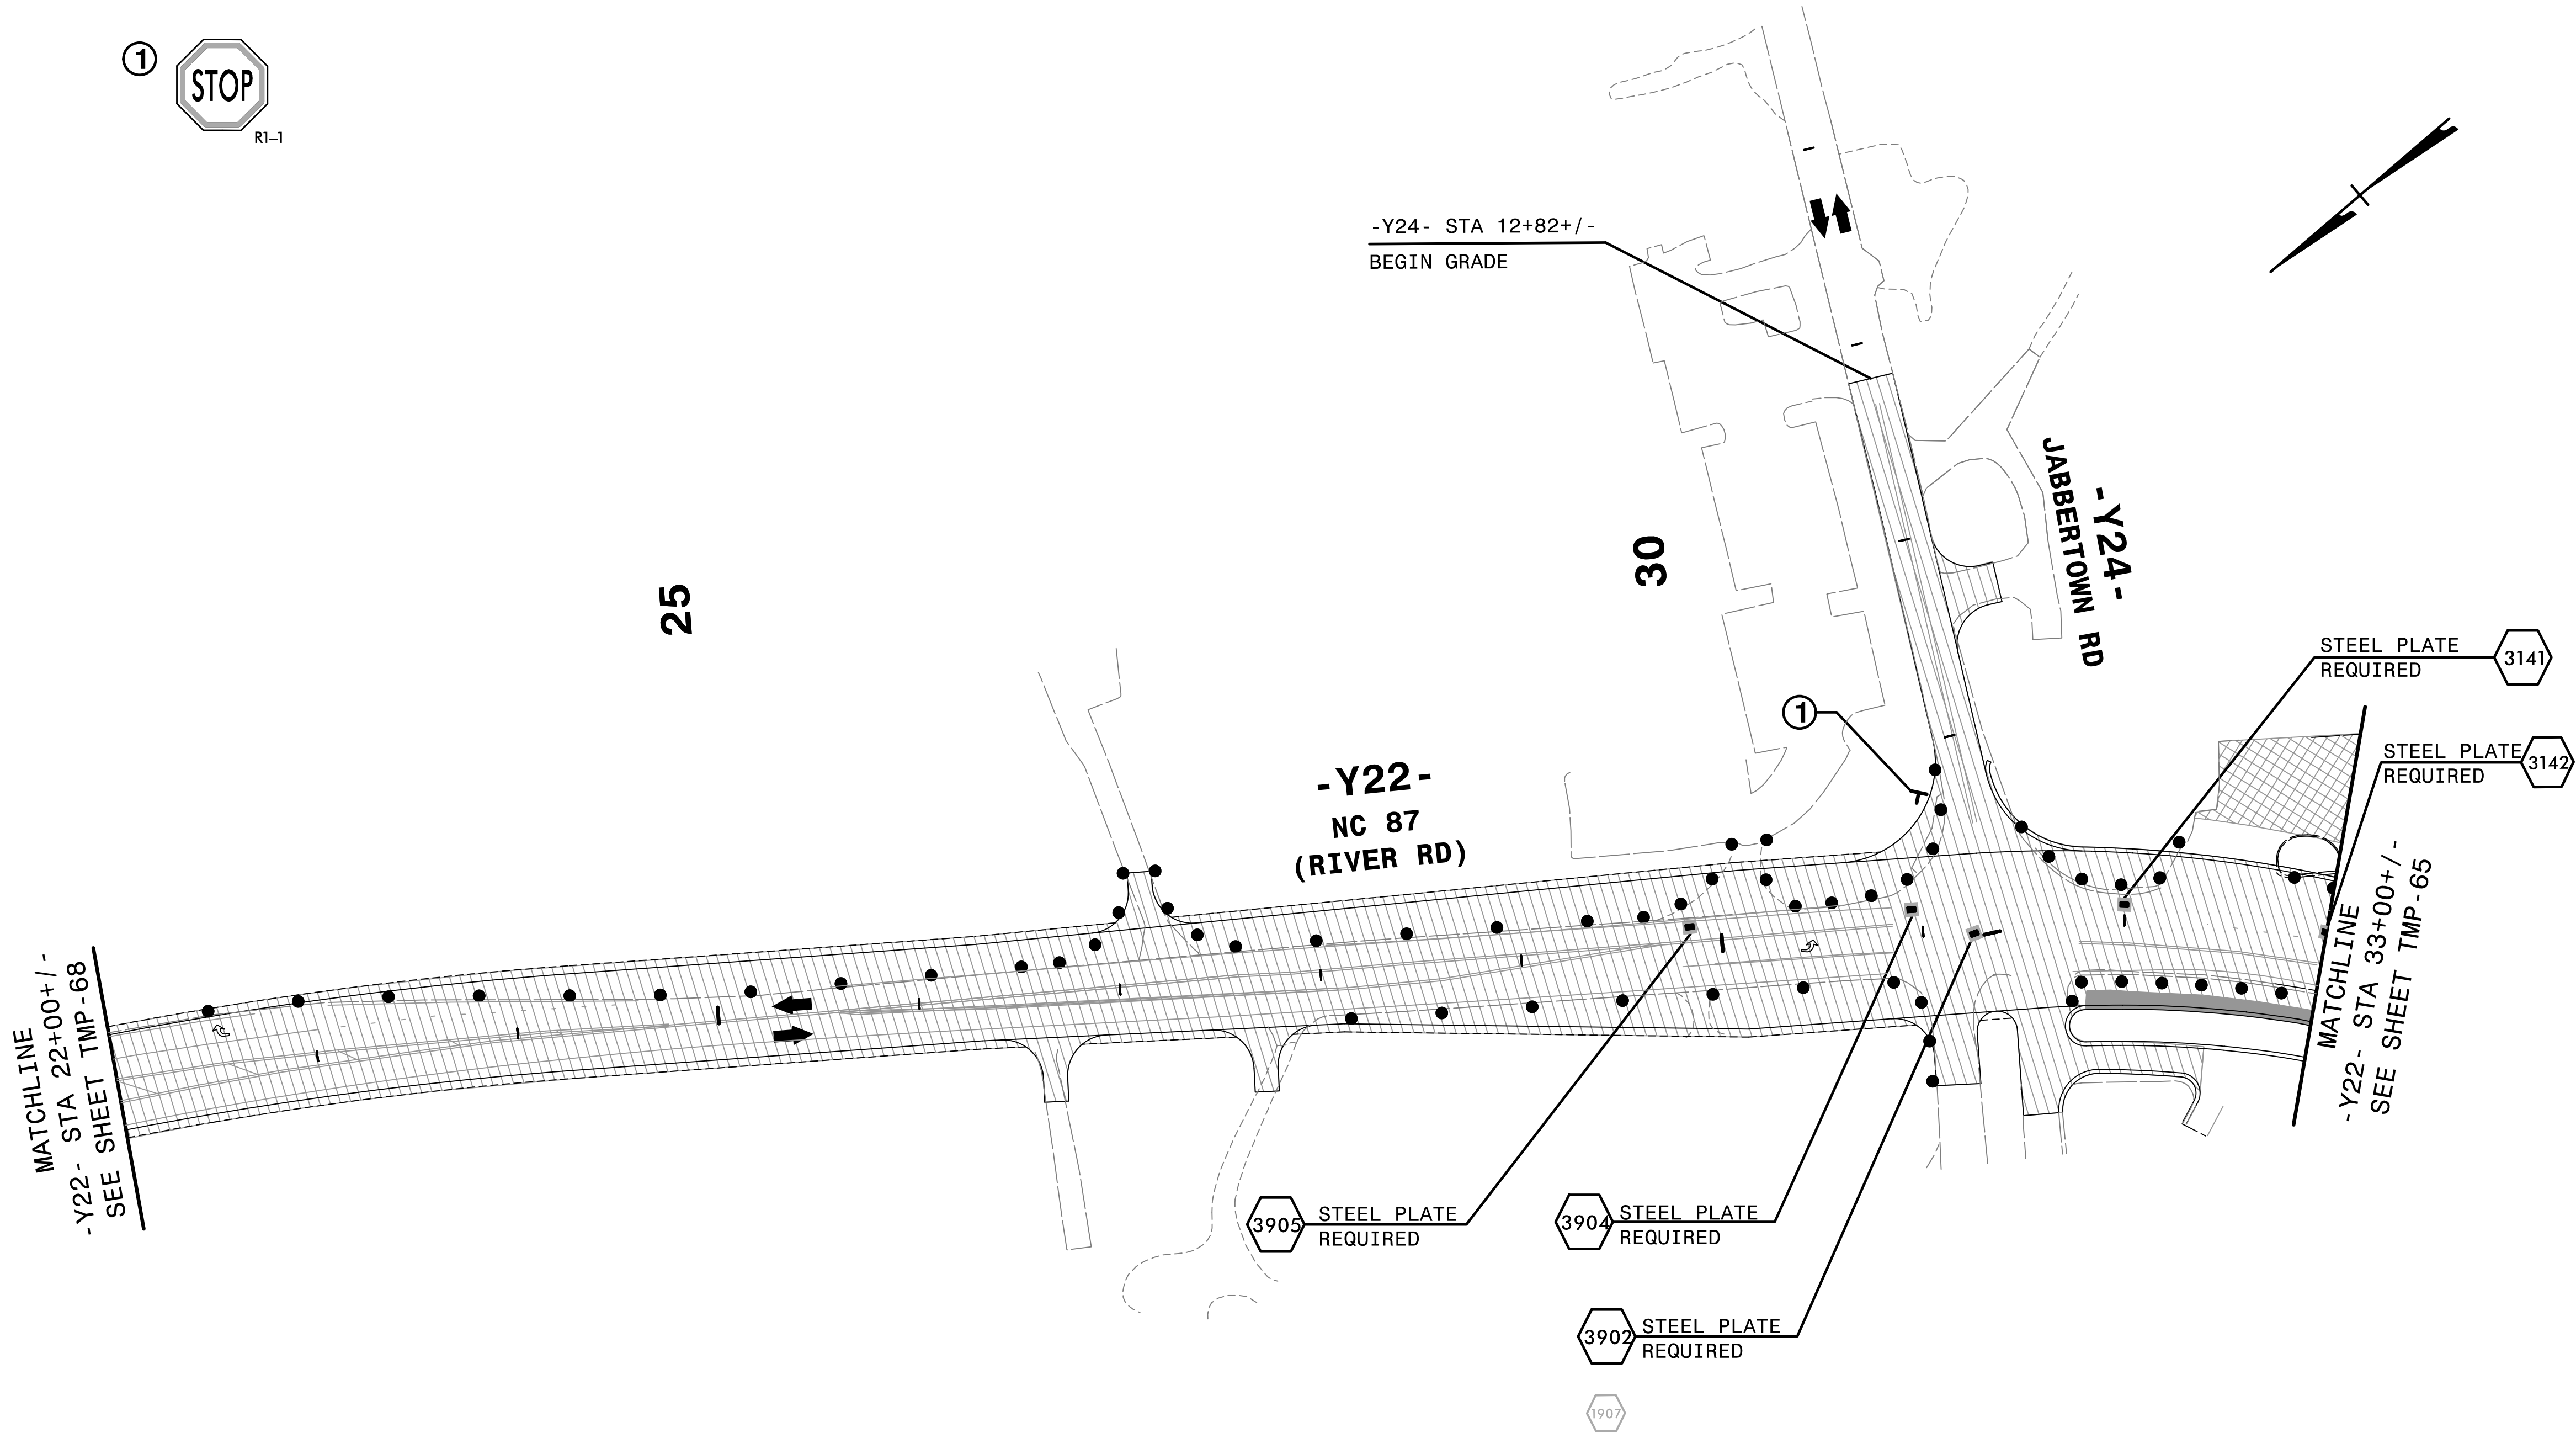 1
STOP
R1-1
-Y24- STA 12+82+/-
BEGIN GRADE
25
30
-Y24-
JABBERTOWN RD
STEEL PLATE
REQUIRED
3141
STEEL PLATE
REQUIRED
3142
1
-Y22-
NC 87
(RIVER RD)
MATCHLINE
-Y22- STA 22+00+/-
SEE SHEET TMP-68
MATCHLINE
-Y22- STA 33+00+/-
SEE SHEET TMP-65
3905
STEEL PLATE
REQUIRED
3904
STEEL PLATE
REQUIRED
3902
STEEL PLATE
REQUIRED
1907